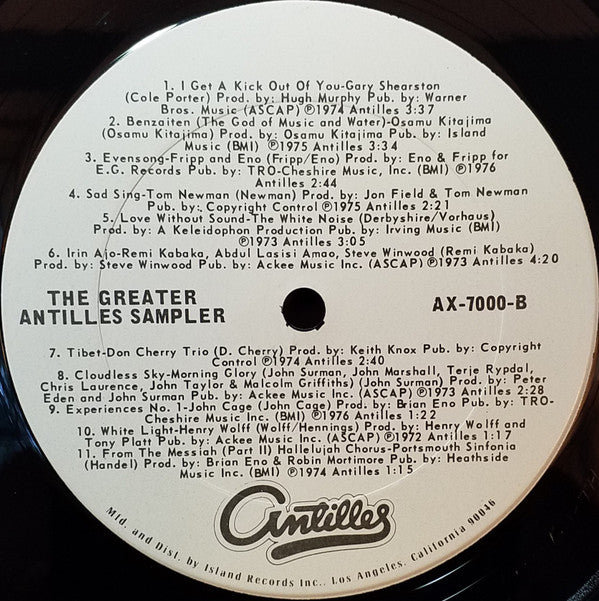 1. I Get A Kick Out Of You-Gary Shearston
(Cole Porter) Prod. by: Hugh Murphy Pub. by: Warner
Bros. Music (ASCAP) Ⓟ1974 Antilles 3:37
2. Benzaiten (The God of Music and Water)-Osamu Kitajima
(Osamu Kitajima) Prod. by: Osamu Kitajima Pub. by: Island
Music (BMI) Ⓟ1975 Antilles 3:34
3. Evensong-Fripp and Eno (Fripp/Eno) Prod. by: Eno & Fripp for
E.G. Records Pub. by: TRO-Cheshire Music, Inc. (BMI) Ⓟ1976
Antilles 2:44
4. Sad Sing-Tom Newman (Newman) Prod. by: Jon Field & Tom Newman
Pub. by: Copyright Control Ⓟ1975 Antilles 2:21
5. Love Without Sound-The White Noise (Derbyshire/Vorhaus)
Prod. by: A Keleidophon Production Pub. by: Irving Music (BMI)
Ⓟ1973 Antilles 3:05
6. Irin Ajo-Remi Kabaka, Abdul Lasisi Amao, Steve Winwood (Remi Kabaka)
Prod. by: Steve Winwood Pub. by: Ackee Music Inc. (ASCAP) Ⓟ1973 Antilles 4:20
THE GREATER
ANTILLES SAMPLER
AX-7000-B
7. Tibet-Don Cherry Trio (D. Cherry) Prod. by: Keith Knox Pub. by: Copyright
Control Ⓟ1974 Antilles 2:40
8. Cloudless Sky-Morning Glory (John Surman, John Marshall, Terje Rypdal,
Chris Laurence, John Taylor & Malcolm Griffiths) (John Surman) Prod. by: Peter
Eden and John Surman Pub. by: Ackee Music Inc. (ASCAP) Ⓟ1973 Antilles 2:28
9. Experiences No. 1-John Cage (John Cage) Prod. by: Brian Eno Pub. by: TRO-
Cheshire Music Inc. (BMI) Ⓟ1976 Antilles 1:22
10. White Light-Henry Wolff (Wolff/Hennings) Prod. by: Henry Wolff and
Tony Platt Pub. by: Ackee Music Inc. (ASCAP) Ⓟ1972 Antilles 1:17
11. From The Messiah (Part II) Hallelujah Chorus-Portsmouth Sinfonia
(Handel) Prod. by: Brian Eno & Robin Mortimore Pub. by: Heathside
Music Inc. (BMI) Ⓟ1974 Antilles 1:15
Antilles
Mfd. and Dist. by Island Records Inc., Los Angeles, California 90046